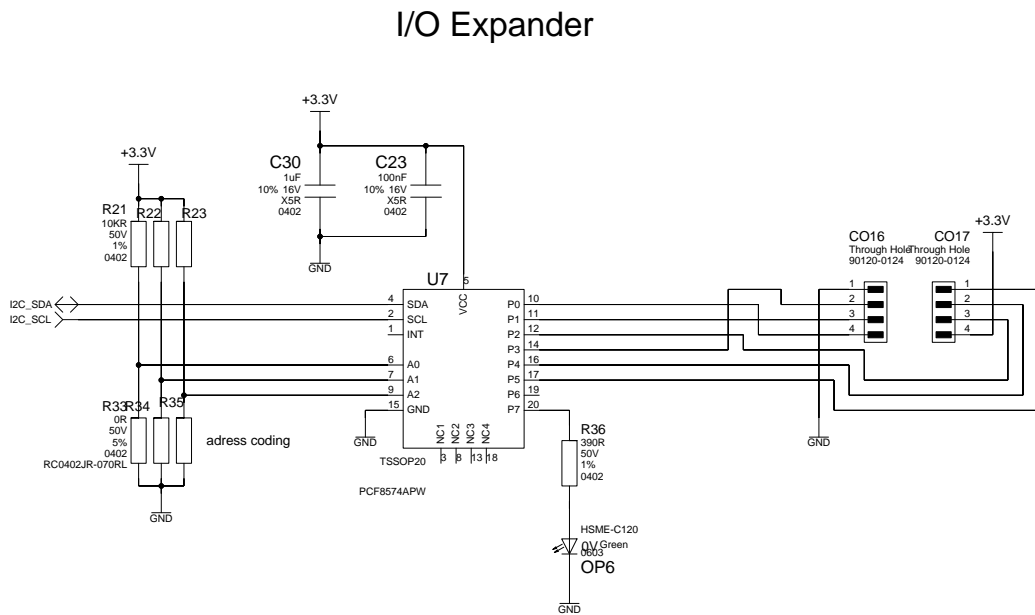 I/O Expander
+3.3V
+3.3V
C30
1uF
10% 16V
X5R
0402
C23
100nF
10% 16V
X5R
0402
GND
R21
10KR
50V
1%
0402
R22
R23
+3.3V
CO16
Through Hole
90120-0124
1
2
3
4
CO17
Through Hole
90120-0124
1
2
3
4
U7
5
VCC
I2C_SDA
I2C_SCL
4 SDA
2 SCL
1 INT
6 A0
7 A1
9 A2
15 GND
P0 10
P1 11
P2 12
P3 14
P4 16
P5 17
P6 19
P7 20
NC1
NC2
NC3
NC4
3
8
13
18
GND
TSSOP20
PCF8574APW
R33
0R
50V
5%
0402
RC0402JR-070RL
R34
R35
adress coding
GND
R36
390R
50V
1%
0402
HSME-C120
0V
Green
0603
OP6
GND
GND